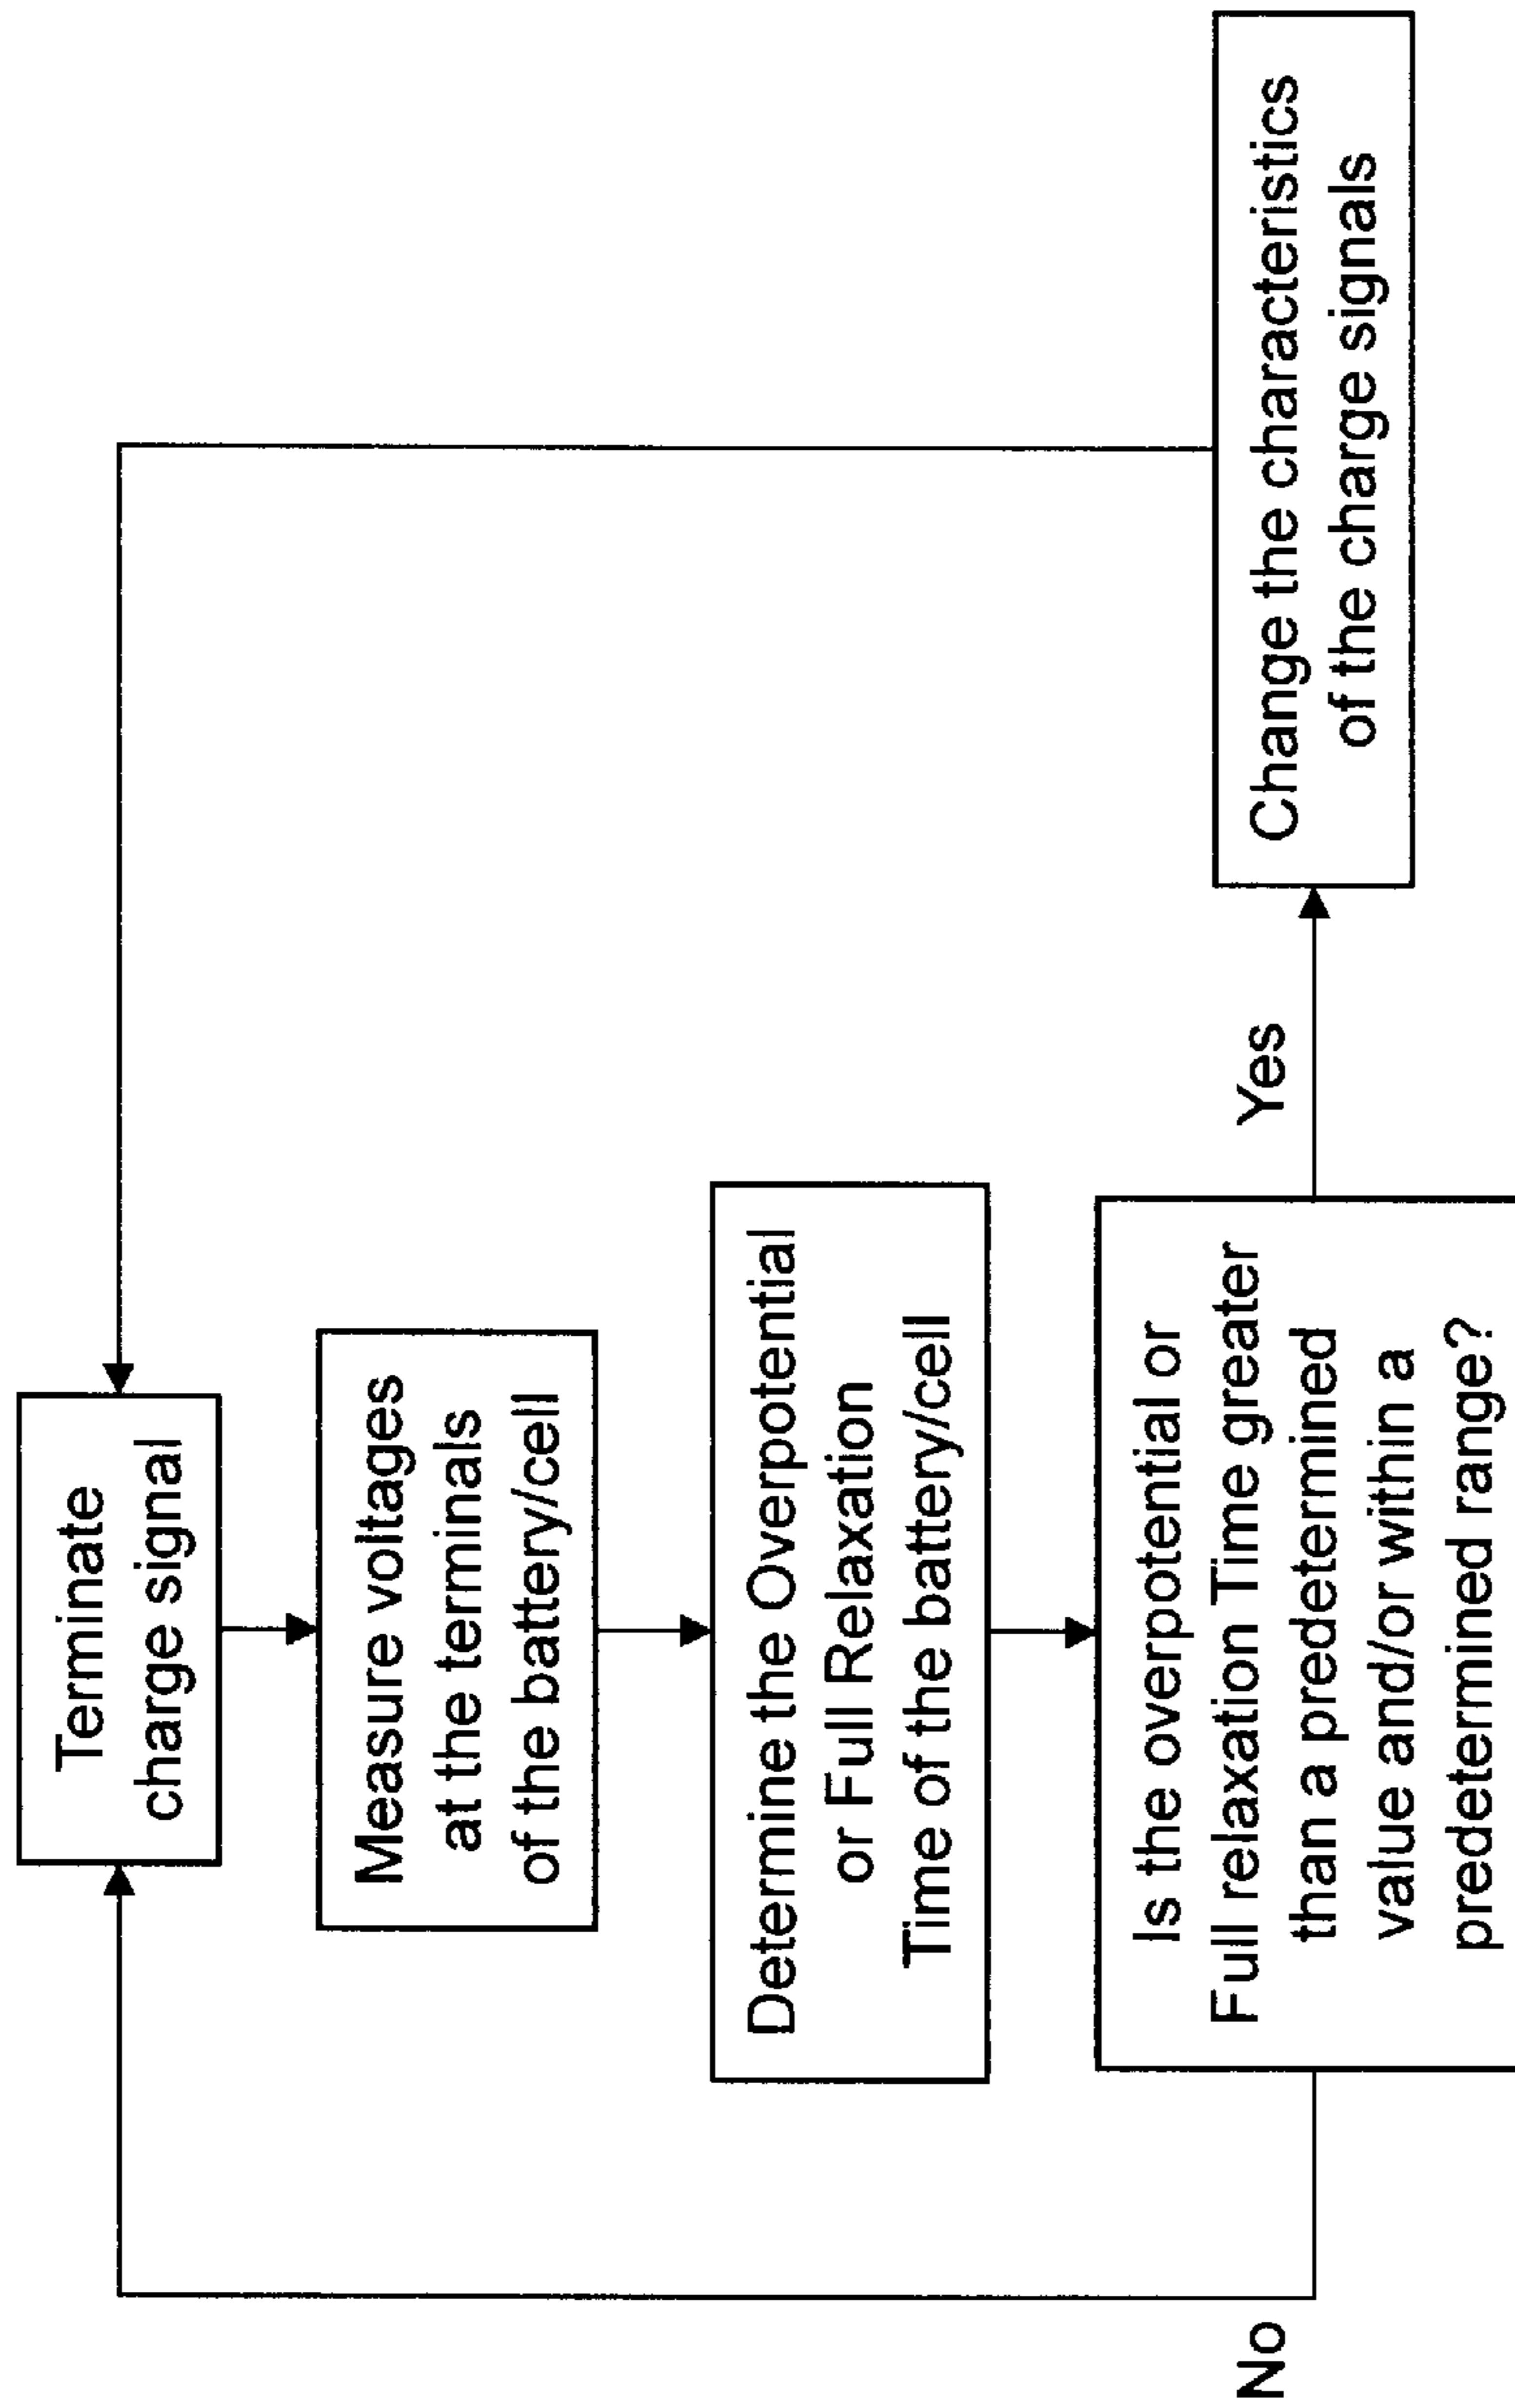 Terminate
charge signal
Measure voltages
at the terminals
of the battery/cell
Determine the Overpotential
or Full Relaxation
Time of the battery/cell
Is the overpotential or
Full relaxation Time greater
than a predetermined
value and/or within a
predetermined range?
No
Yes
Change the characteristics
of the charge signals